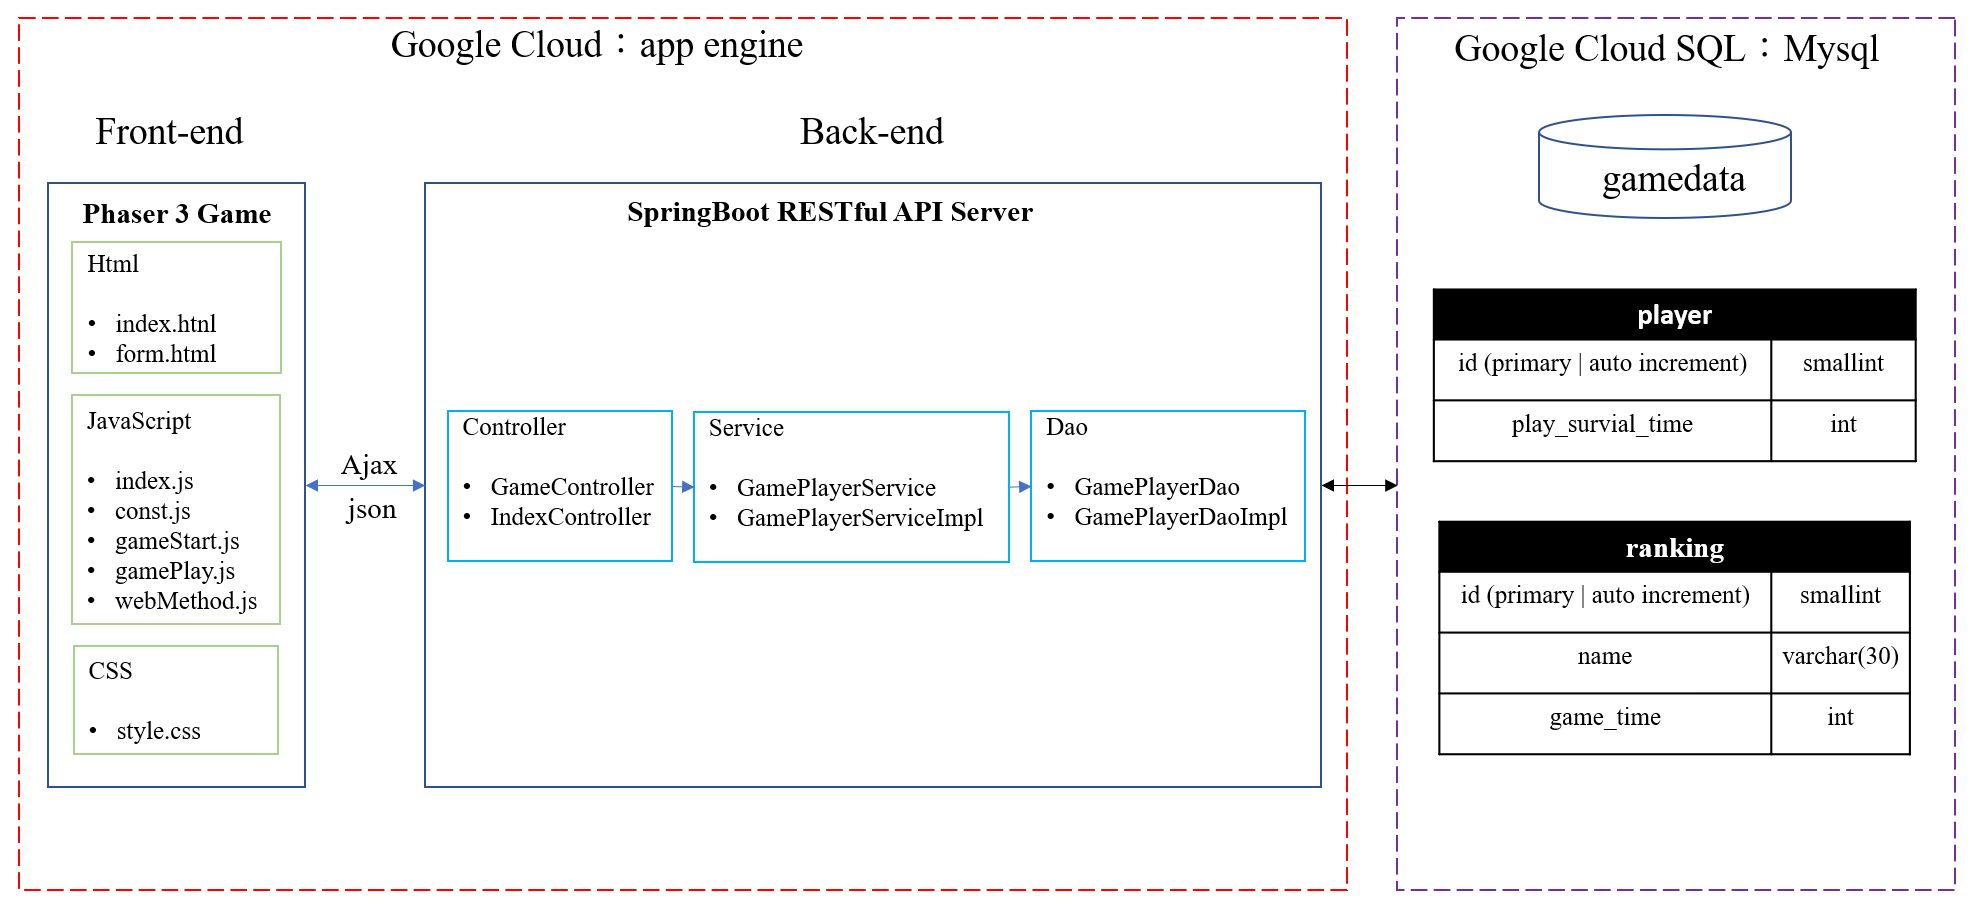 Google Cloud：app engine
Front-end
Back-end
Phaser 3 Game
Html
• index.htnl
• form.html
JavaScript
• index.js
• const.js
• gameStart.js
• gamePlay.js
• webMethod.js
CSS
• style.css
Ajax
json
SpringBoot RESTful API Server
Controller
• GameController
• IndexController
Service
• GamePlayerService
• GamePlayerServiceImpl
Dao
• GamePlayerDao
• GamePlayerDaoImpl
Google Cloud SQL：Mysql
gamedata
player
id (primary | auto increment) smallint
play_survial_time int
ranking
id (primary | auto increment) smallint
name varchar(30)
game_time int